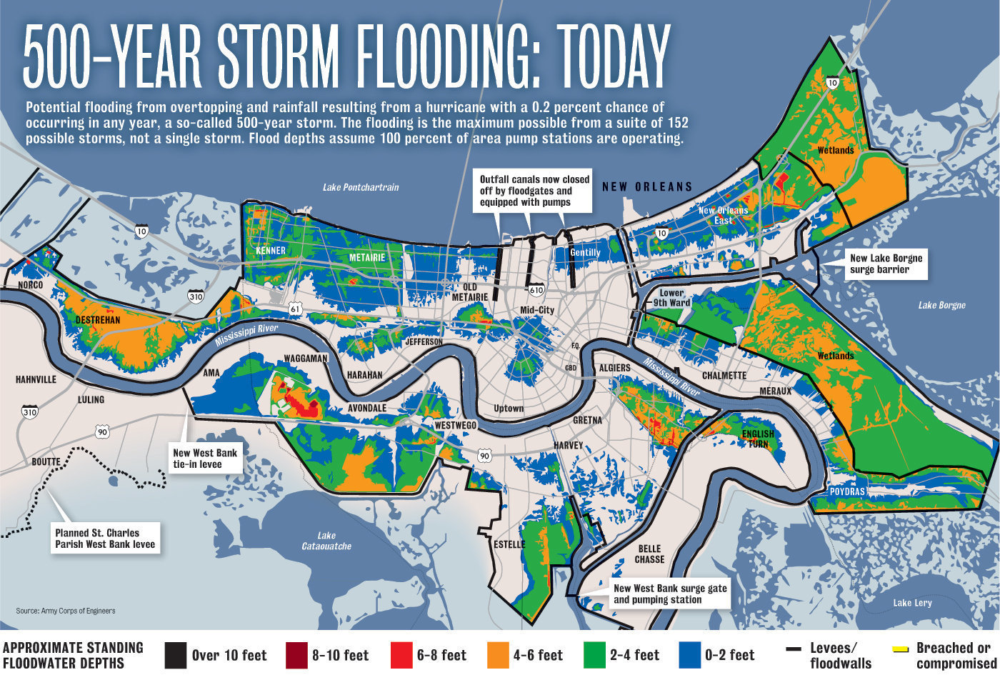 500-YEAR STORM FLOODING: TODAY
Potential flooding from overtopping and rainfall resulting from a hurricane with a 0.2 percent chance of
occurring in any year, a so-called 500-year storm. The flooding is the maximum possible from a suite of 152
possible storms, not a single storm. Flood depths assume 100 percent of area pump stations are operating.
10
Wetlands
Lake Pontchartrain
Outfall canals now closed
off by floodgates and
equipped with pumps
NEW ORLEANS
New Orleans
East
10
10
KENNER
METAIRIE
Gentilly
New Lake Borgne
surge barrier
NORCO
310
61
OLD
METAIRIE
610
Mid-City
Lower
9th Ward
Lake Borgne
DESTREHAN
Mississippi River
JEFFERSON
F.Q.
Wetlands
WAGGAMAN
HAHNVILLE
AMA
HARAHAN
CBD
ALGIERS
Mississippi River
CHALMETTE
MERAUX
LULING
310
AVONDALE
Uptown
90
WESTWEGO
GRETNA
ENGLISH
TURN
HARVEY
New West Bank
tie-in levee
90
BOUTTE
POYDRAS
Planned St. Charles
Parish West Bank levee
Lake
Cataouatche
ESTELLE
BELLE
CHASSE
New West Bank surge gate
and pumping station
Lake Lery
Source: Army Corps of Engineers
APPROXIMATE STANDING
FLOODWATER DEPTHS
Over 10 feet
8-10 feet
6-8 feet
4-6 feet
2-4 feet
0-2 feet
Levees/
floodwalls
Breached or
compromised